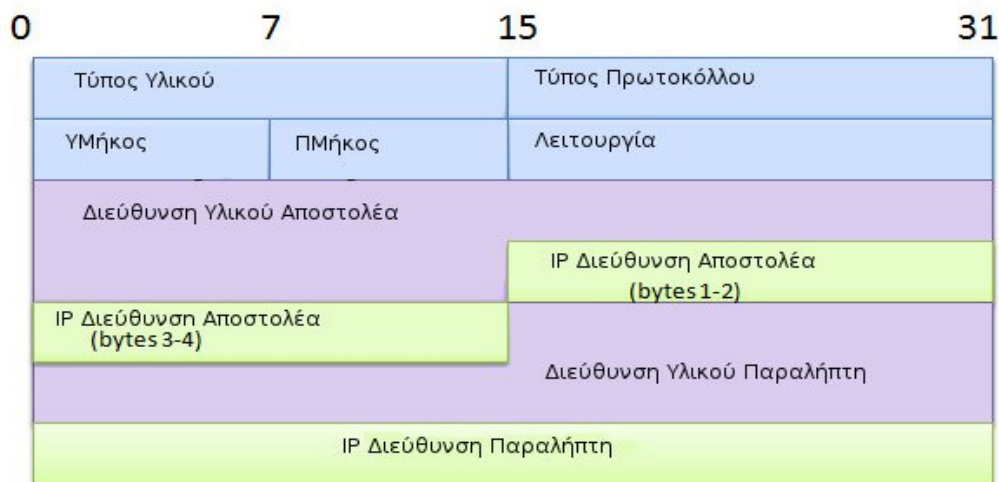 0 7 15 31
Τύπος Υλικού Τύπος Πρωτοκόλλου
ΥΜήκος ΠΜήκος Λειτουργία
Διεύθυνση Υλικού Αποστολέα
IP Διεύθυνση Αποστολέα
(bytes 1-2)
IP Διεύθυνση Αποστολέα
(bytes 3-4)
Διεύθυνση Υλικού Παραλήπτη
IP Διεύθυνση Παραλήπτη